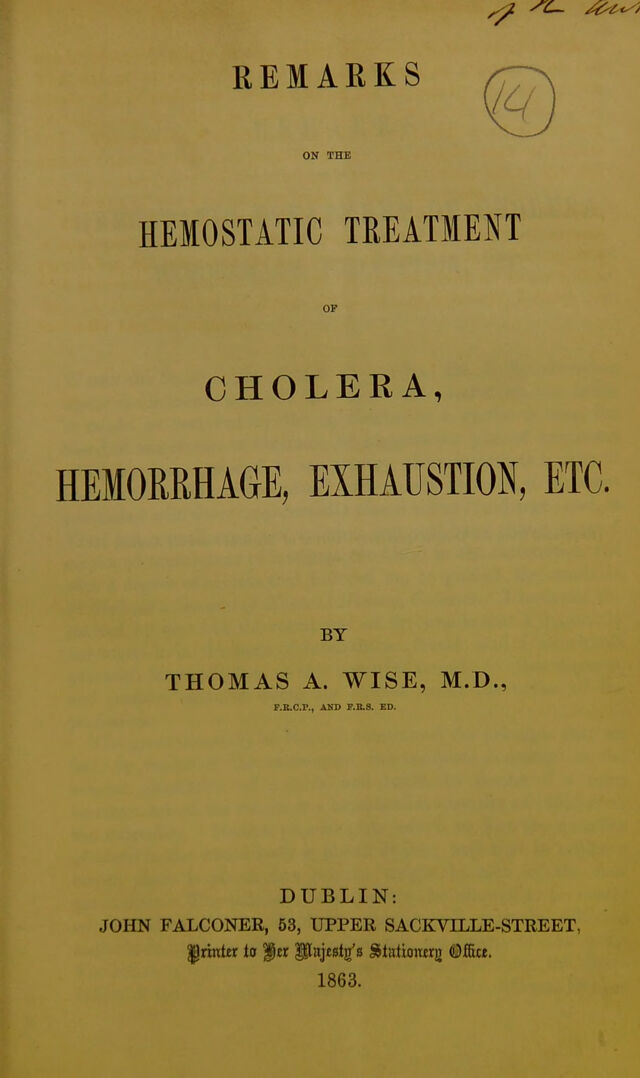 REMARKS
14
ON THE
HEMOSTATIC TREATMENT
OF
CHOLERA,
HEMORRHAGE, EXHAUSTION, ETC.
BY
THOMAS A. WISE, M.D.,
F.R.C.P., AND F.R.S. ED.
DUBLIN:
JOHN FALCONER, 53, UPPER SACKVILLE-STREET,
Printer to Her Majesty's Stationery Office.
1863.